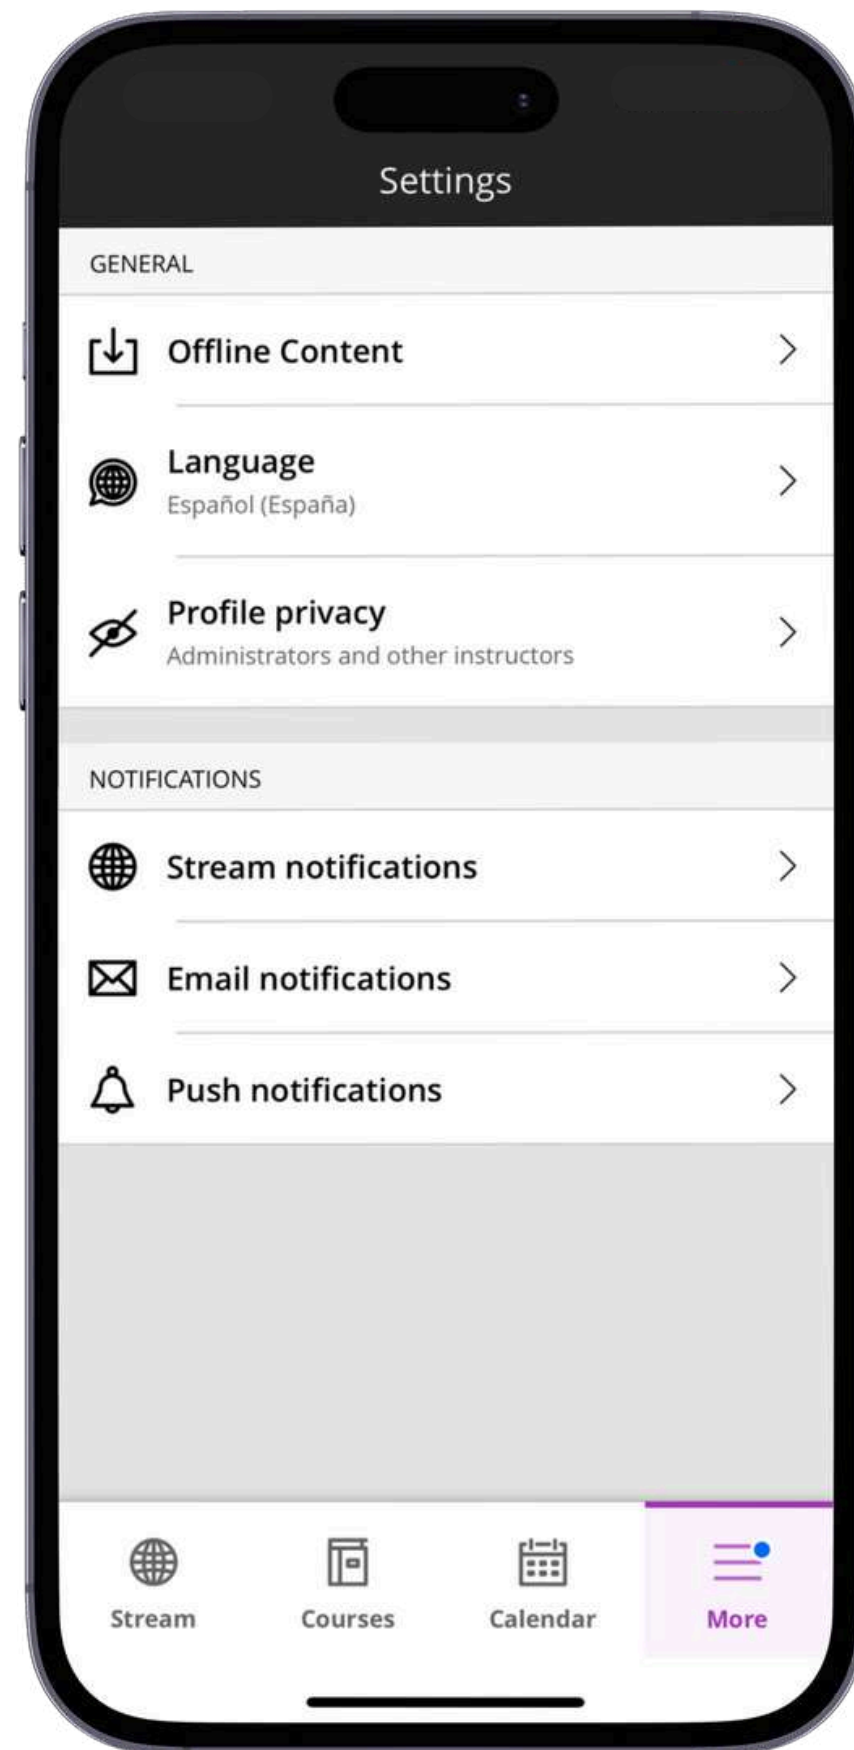 Settings
GENERAL
Offline Content
Language
Español (España)
Profile privacy
Administrators and other instructors
NOTIFICATIONS
Stream notifications
Email notifications
Push notifications
Stream Courses Calendar More